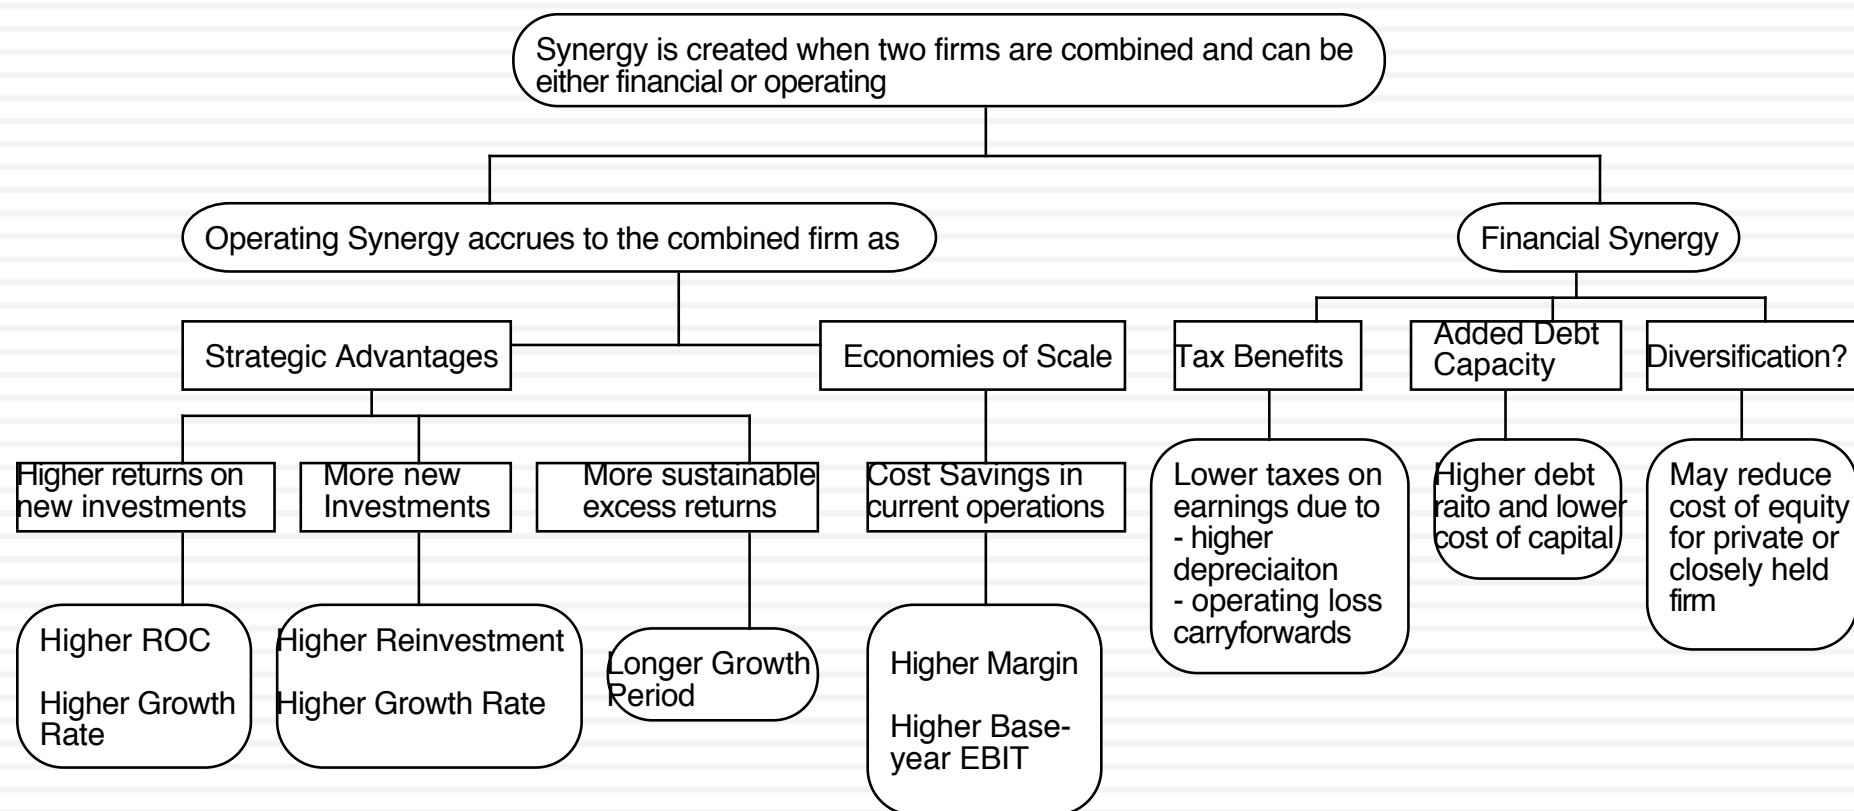 Synergy is created when two firms are combined and can be
either financial or operating
Operating Synergy accrues to the combined firm as
Financial Synergy
Strategic Advantages
Economies of Scale
Tax Benefits
Added Debt
Capacity
Diversification?
Higher returns on
new investments
More new
Investments
More sustainable
excess returns
Cost Savings in
current operations
Lower taxes on
earnings due to
- higher
depreciaiton
- operating loss
carryforwards
Higher debt
raito and lower
cost of capital
May reduce
cost of equity
for private or
closely held
firm
Higher ROC
Higher Growth
Rate
Higher Reinvestment
Higher Growth Rate
Longer Growth
Period
Higher Margin
Higher Base-
year EBIT